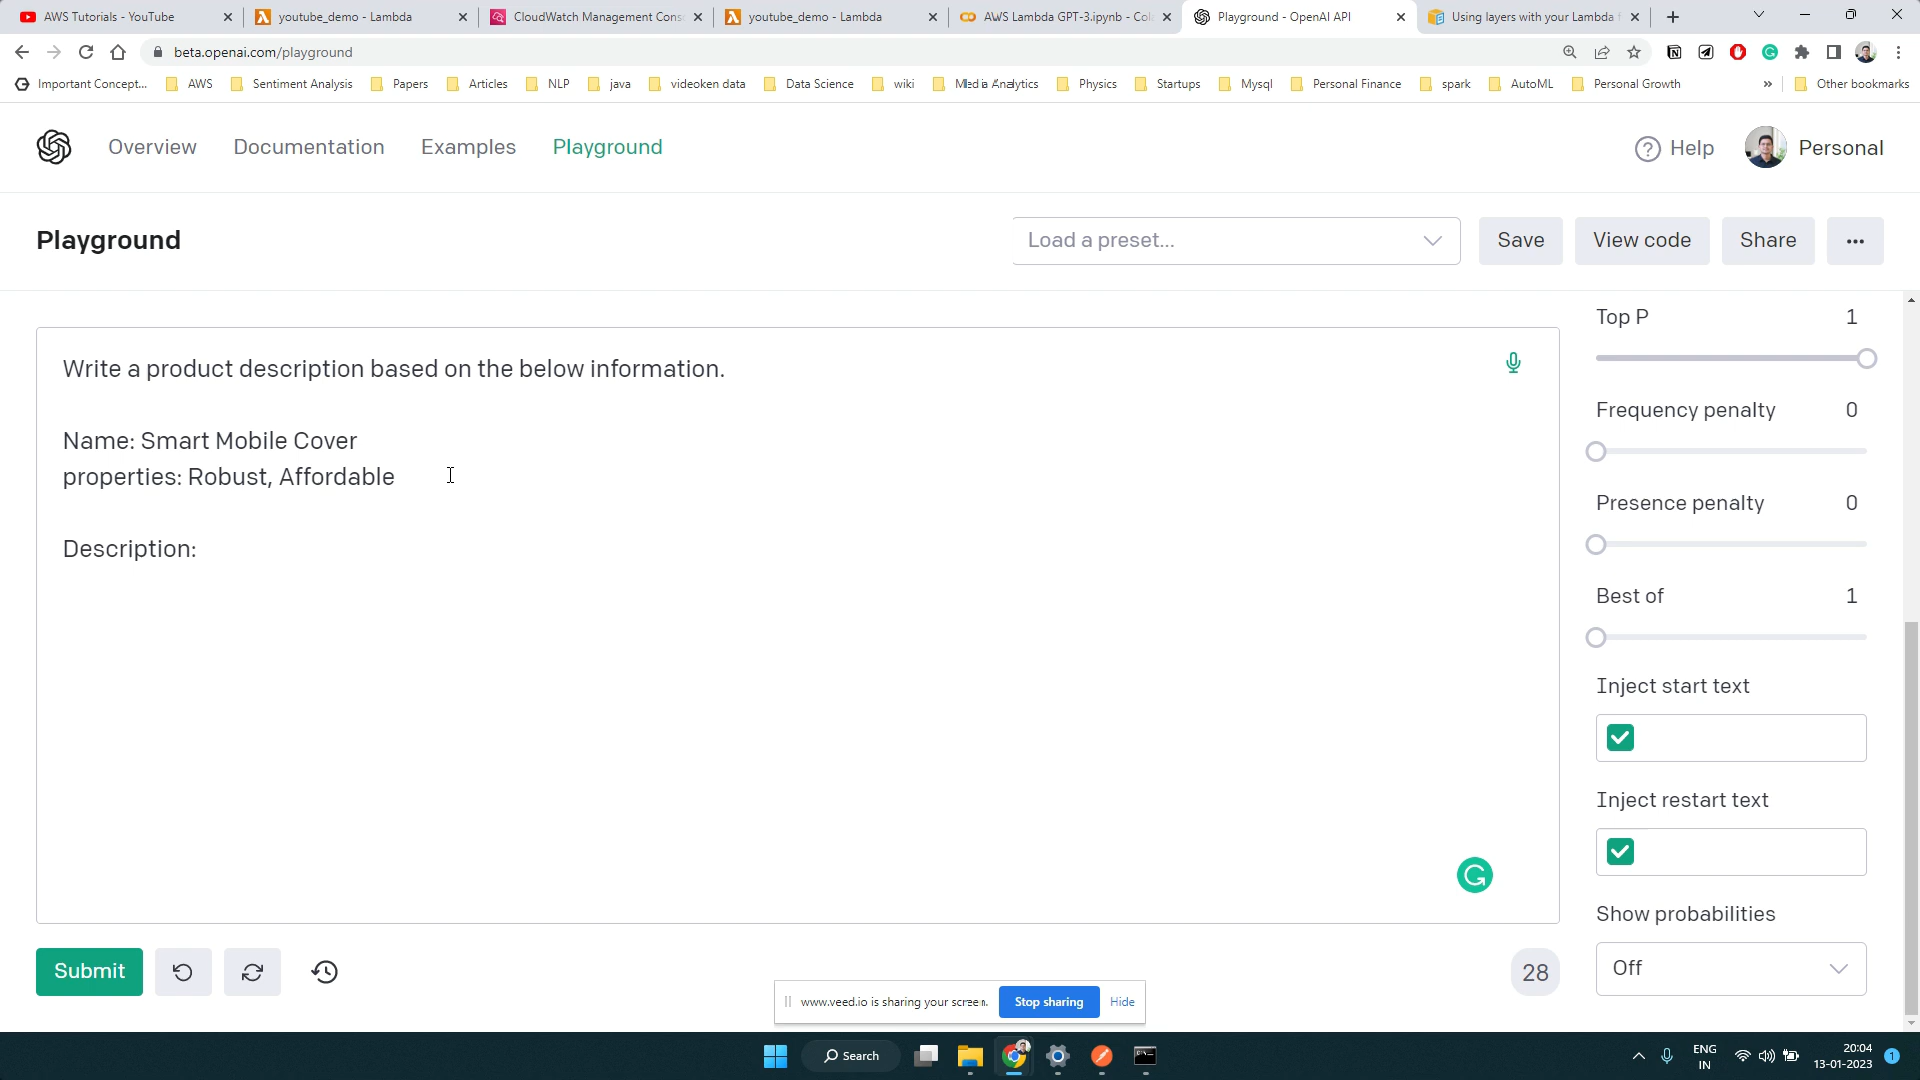 AWS Tutorials - YouTube
youtube_demo - Lambda
CloudWatch Management Cons
youtube_demo - Lambda
AWS Lambda GPT-3.ipynb - Col
Playground - OpenAI API
Using layers with your Lambda f
beta.openai.com/playground
Important Concept...
AWS
Sentiment Analysis
Papers
Articles
NLP
java
videoken data
Data Science
wiki
Media Analytics
Physics
Startups
Mysql
Personal Finance
spark
AutoML
Personal Growth
»
Other bookmarks
Overview
Documentation
Examples
Playground
Help
Personal
Playground
Load a preset...
Save
View code
Share
...
Write a product description based on the below information.
Name: Smart Mobile Cover
properties: Robust, Affordable
Description:
Top P 1
Frequency penalty 0
Presence penalty 0
Best of 1
Inject start text
Inject restart text
Show probabilities
Off
Submit
28
www.veed.io is sharing your screen.
Stop sharing
Hide
Search
ENG
IN
20:04
13-01-2023
1